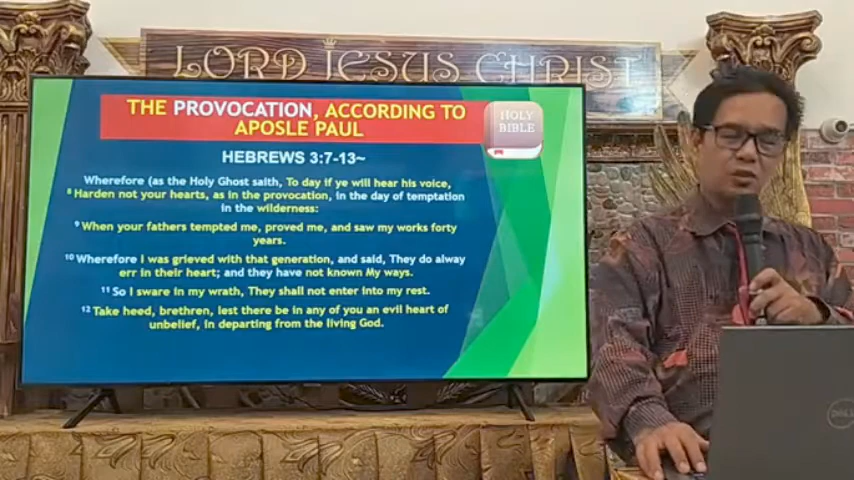 LORD JESUS CHRIST
THE PROVOCATION, ACCORDING TO
APOSLE PAUL
HOLY
BIBLE
HEBREWS 3:7-13~
Wherefore (as the Holy Ghost saith, To day if ye will hear his voice,
8 Harden not your hearts, as in the provocation, in the day of temptation
in the wilderness:
9 When your fathers tempted me, proved me, and saw my works forty
years.
10 Wherefore I was grieved with that generation, and said, They do alway
err in their heart; and they have not known My ways.
11 So I sware in my wrath, They shall not enter into my rest.
12 Take heed, brethren, lest there be in any of you an evil heart of
unbelief, in departing from the living God.
DELL